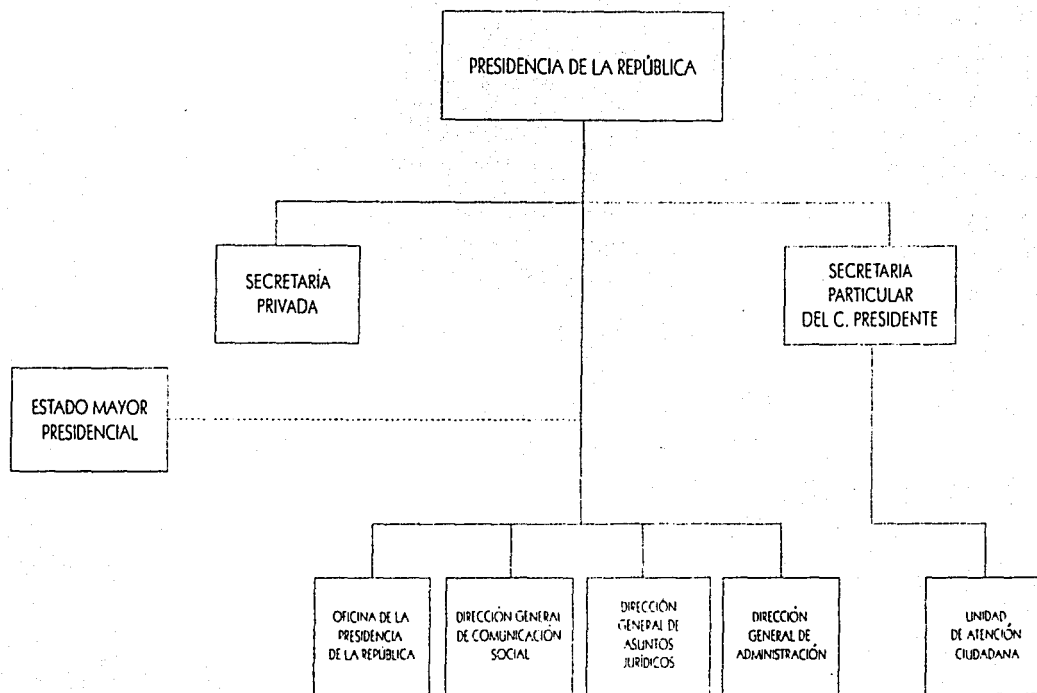 PRESIDENCIA DE LA REPÚBLICA
SECRETARÍA
PRIVADA
SECRETARIA
PARTICULAR
DEL C. PRESIDENTE
ESTADO MAYOR
PRESIDENCIAL
OFICINA DE LA
PRESIDENCIA
DE LA REPÚBLICA
DIRECCIÓN GENERAL
DE COMUNICACIÓN
SOCIAL
DIRECCIÓN
GENERAL DE
ASUNTOS
JURÍDICOS
DIRECCIÓN
GENERAL DE
ADMINISTRACIÓN
UNIDAD
DE ATENCIÓN
CIUDADANA